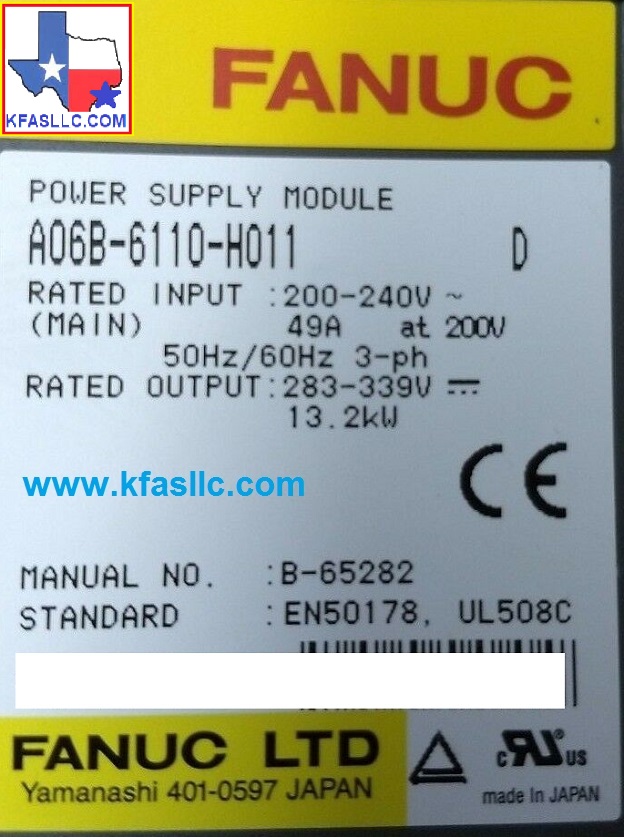 KFASLLC.COM
FANUC
POWER SUPPLY MODULE
A06B-6110-H011 D
RATED INPUT :200-240V ~
(MAIN) 49A at 200V
50Hz/60Hz 3-ph
RATED OUTPUT:283-339V ⎓
13.2kW
www.kfasllc.com
CE
MANUAL NO. :B-65282
STANDARD :EN50178, UL508C
FANUC LTD
Yamanashi 401-0597 JAPAN
c RU ® US
made In JAPAN